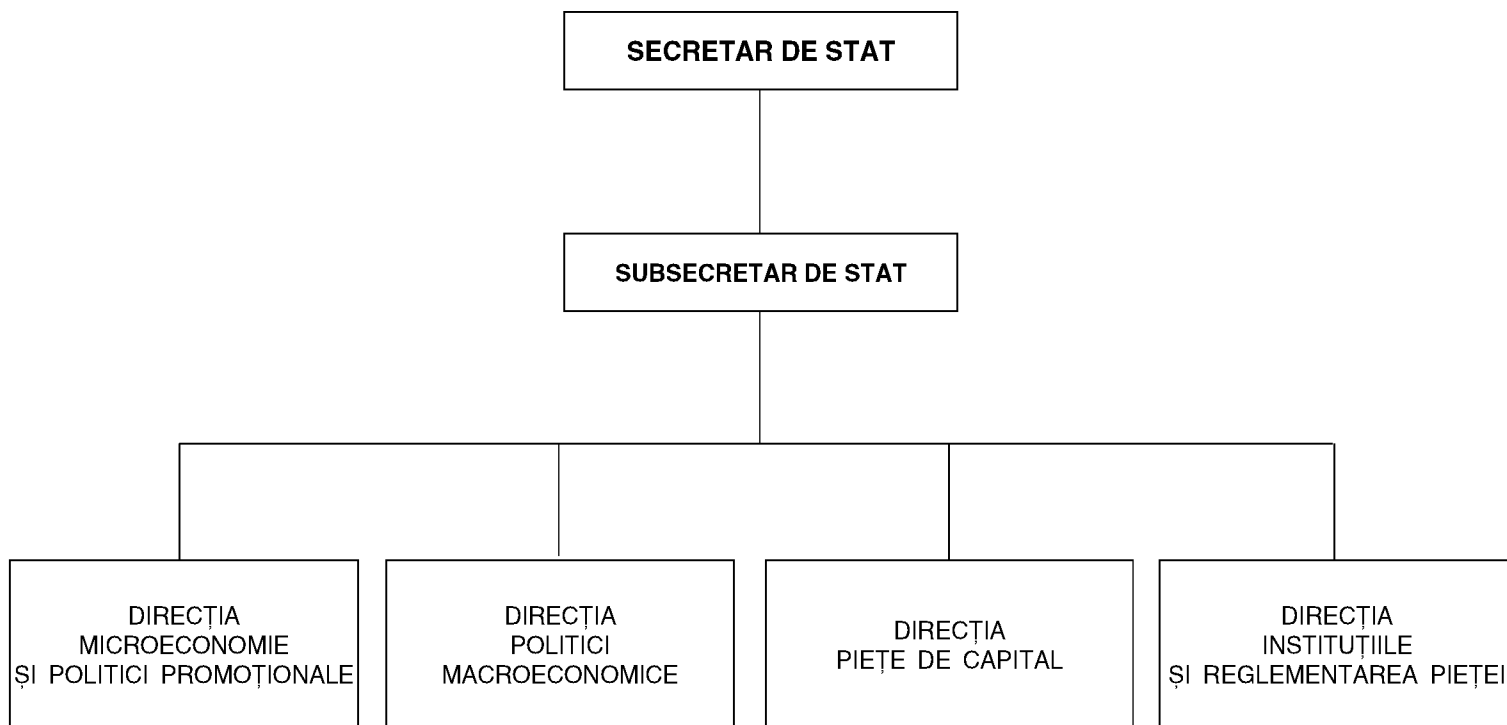 SECRETAR DE STAT
SUBSECRETAR DE STAT
DIRECȚIA
MICROECONOMIE
ȘI POLITICI PROMOȚIONALE
DIRECȚIA
POLITICI
MACROECONOMICE
DIRECȚIA
PIEȚE DE CAPITAL
DIRECȚIA
INSTITUȚIILE
ȘI REGLEMENTAREA PIEȚEI